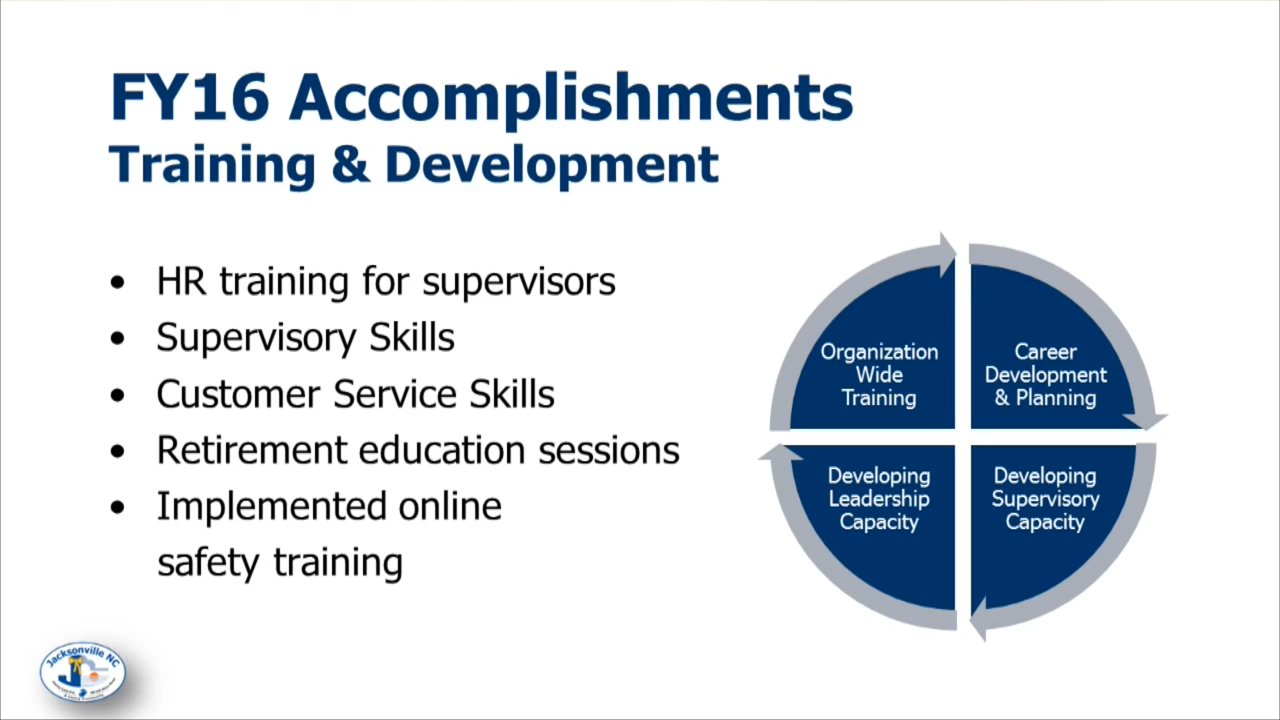 FY16 Accomplishments
Training & Development
• HR training for supervisors
• Supervisory Skills
• Customer Service Skills
• Retirement education sessions
• Implemented online
safety training
Organization
Wide
Training
Career
Development
& Planning
Developing
Leadership
Capacity
Developing
Supervisory
Capacity
Jacksonville NC